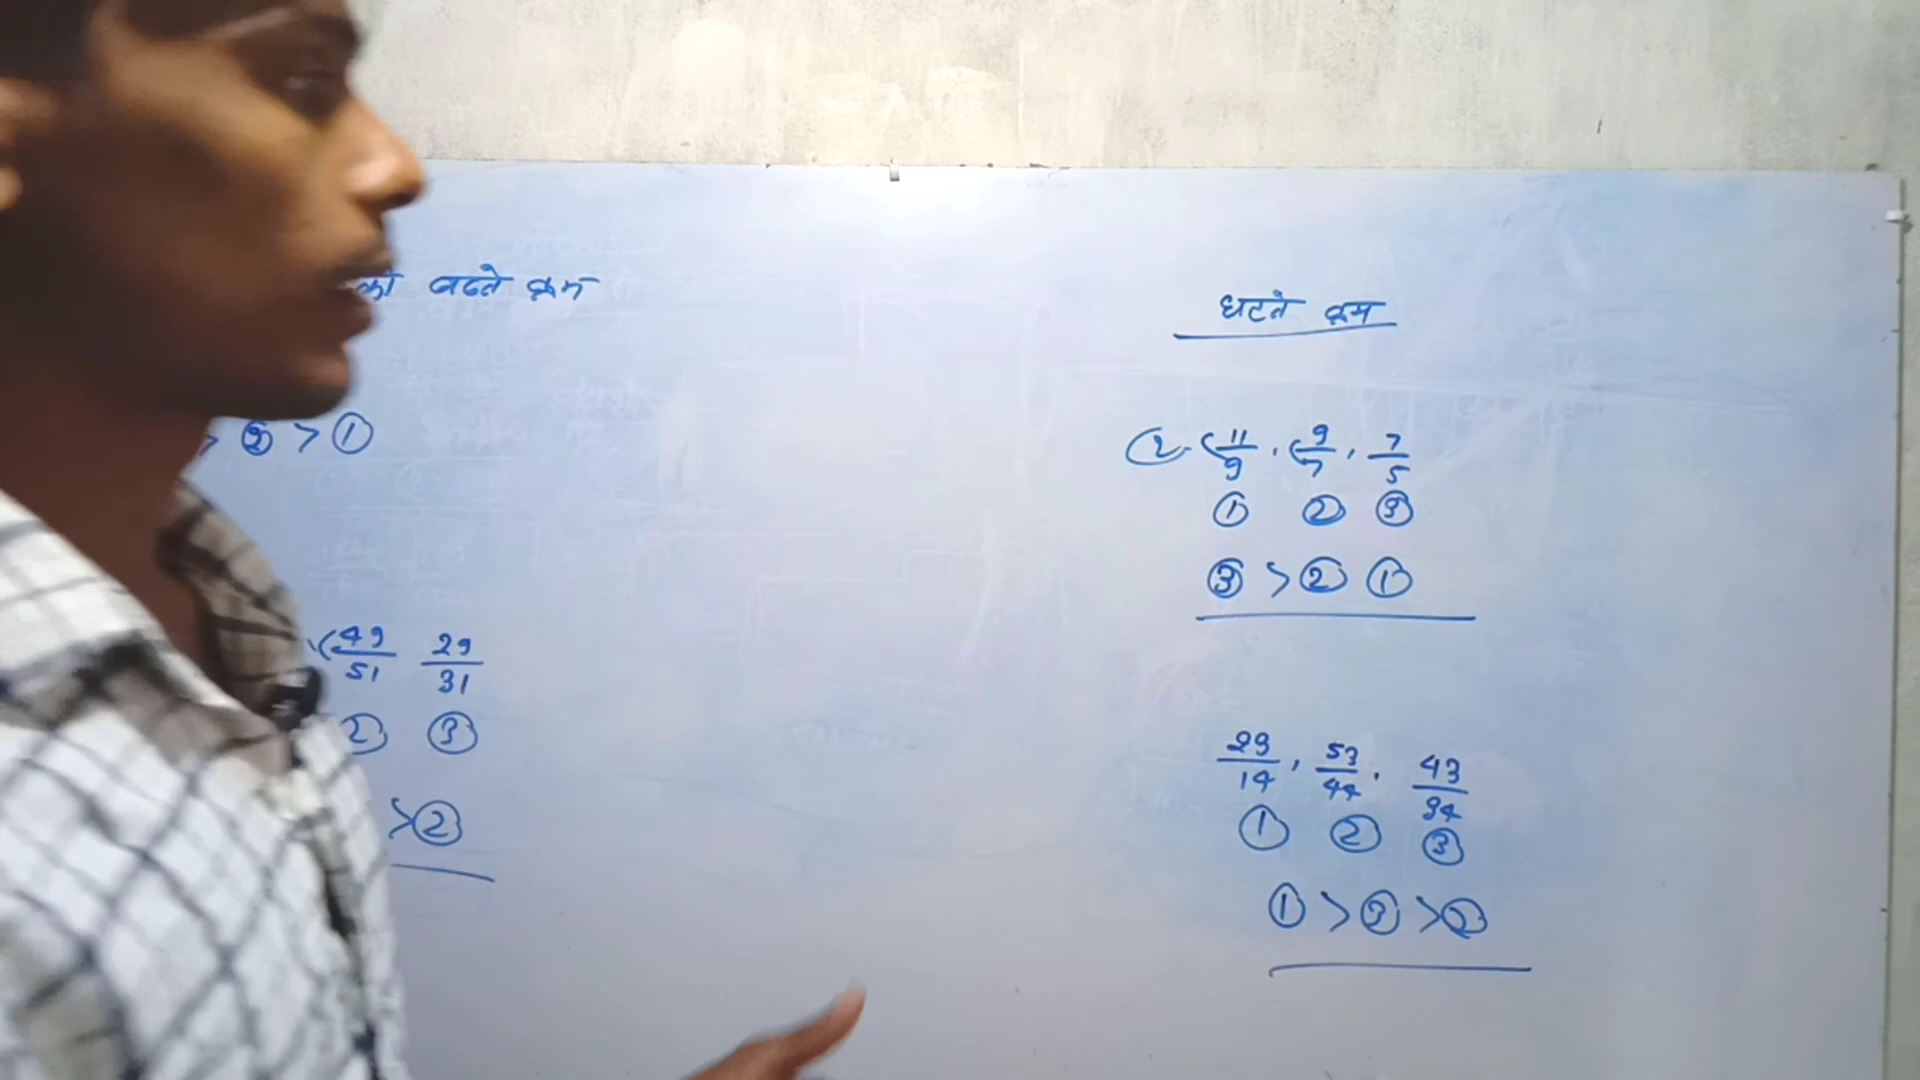 को बढते क्रम
> ② > ①
49/51 29/31
② ③
> ②
घटते क्रम
(2. 11/9, 9/7, 7/5
① ② ③
③ > ② ①
29/14, 53/44, 43/34
① ② ③
① > ③ > ②